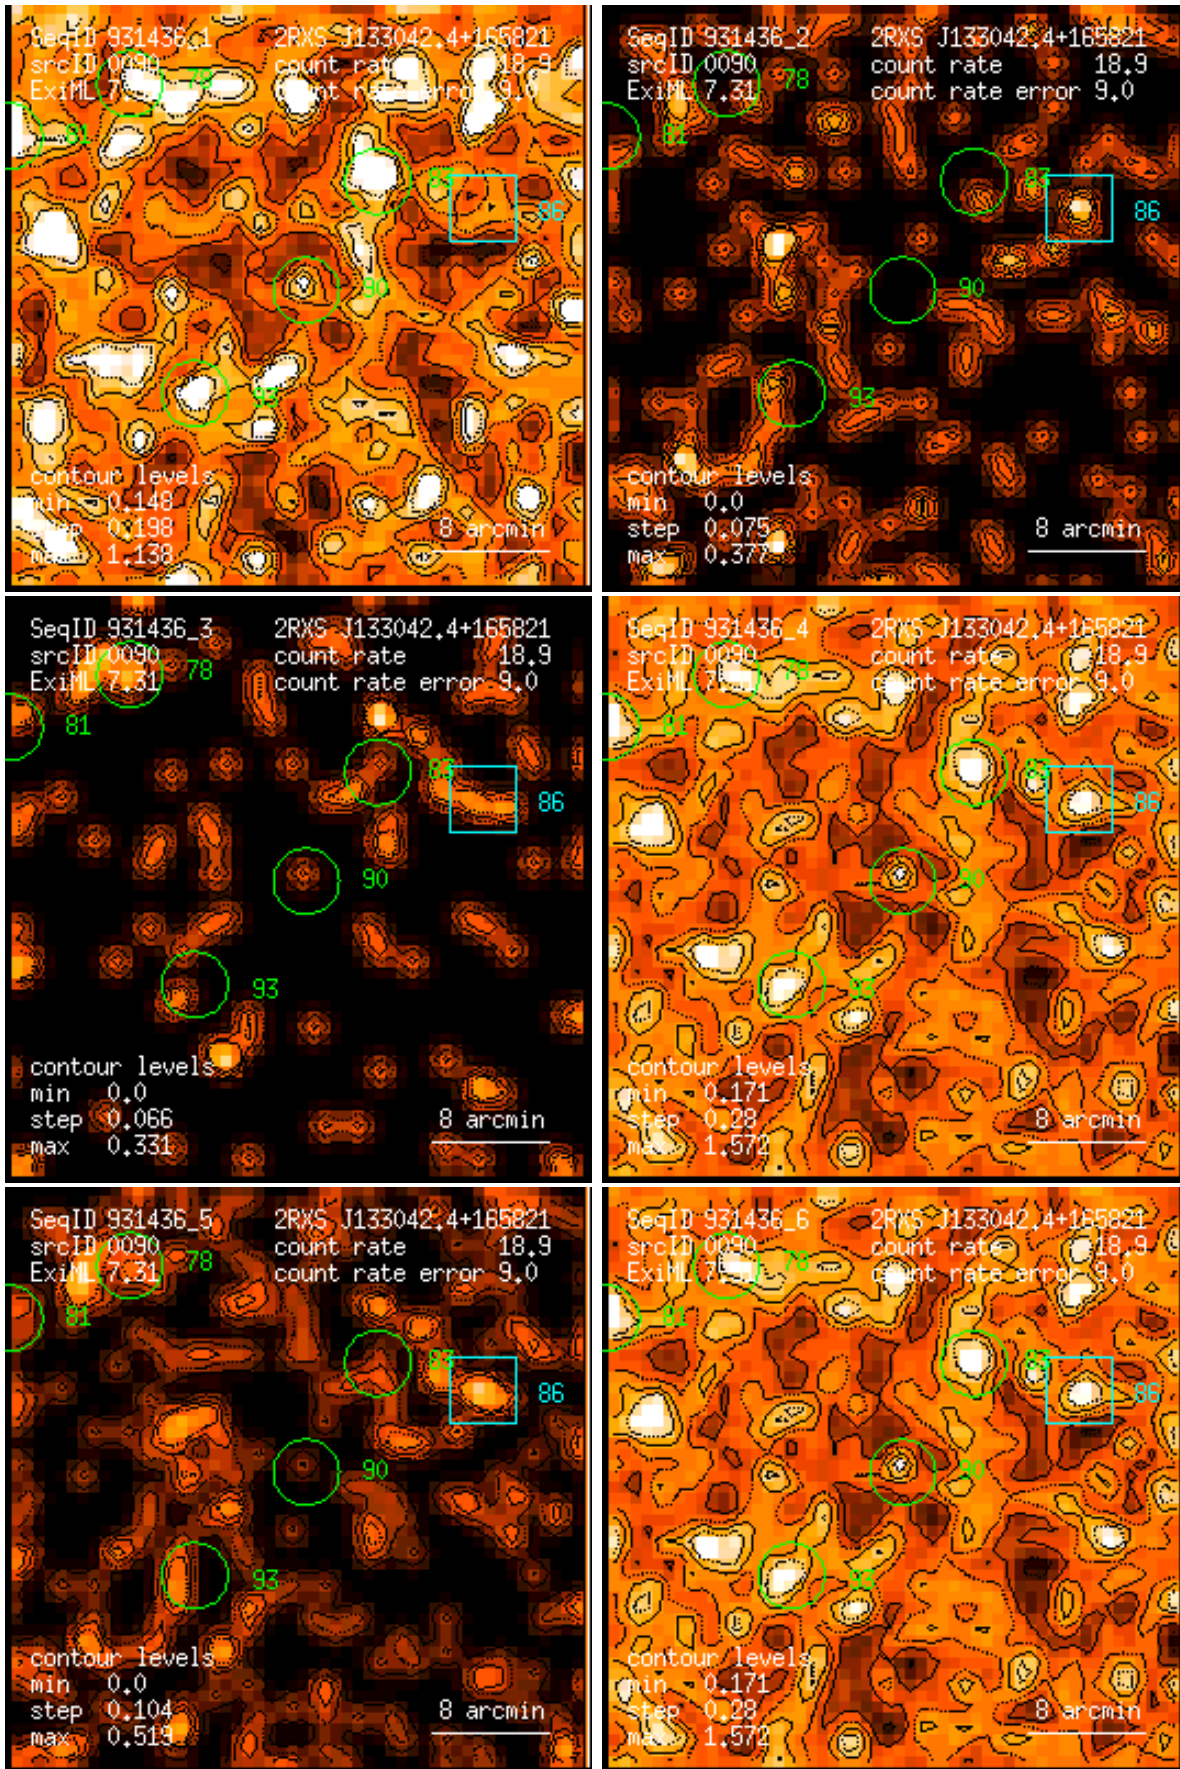 SeqID 931436_1 2RXS J133042.4+165821
srcID 0090 78 count rate 18.9
ExiML 7.31 count rate error 9.0
81
83
86
90
93
contour levels
min 0.148
step 0.198 8 arcmin
max 1.138
SeqID 931436_2 2RXS J133042.4+165821
srcID 0090 78 count rate 18.9
ExiML 7.31 count rate error 9.0
81
83
86
90
93
contour levels
min 0.0
step 0.075 8 arcmin
max 0.377
SeqID 931436_3 2RXS J133042.4+165821
srcID 0090 78 count rate 18.9
ExiML 7.31 count rate error 9.0
81
83
86
90
93
contour levels
min 0.0
step 0.066 8 arcmin
max 0.331
SeqID 931436_4 2RXS J133042.4+165821
srcID 0090 78 count rate 18.9
ExiML 7.31 count rate error 9.0
81
83
86
90
93
contour levels
min 0.171
step 0.28 8 arcmin
max 1.572
SeqID 931436_5 2RXS J133042.4+165821
srcID 0090 78 count rate 18.9
ExiML 7.31 count rate error 9.0
81
83
86
90
93
contour levels
min 0.0
step 0.104 8 arcmin
max 0.519
SeqID 931436_6 2RXS J133042.4+165821
srcID 0090 78 count rate 18.9
ExiML 7.31 count rate error 9.0
81
83
86
90
93
contour levels
min 0.171
step 0.28 8 arcmin
max 1.572